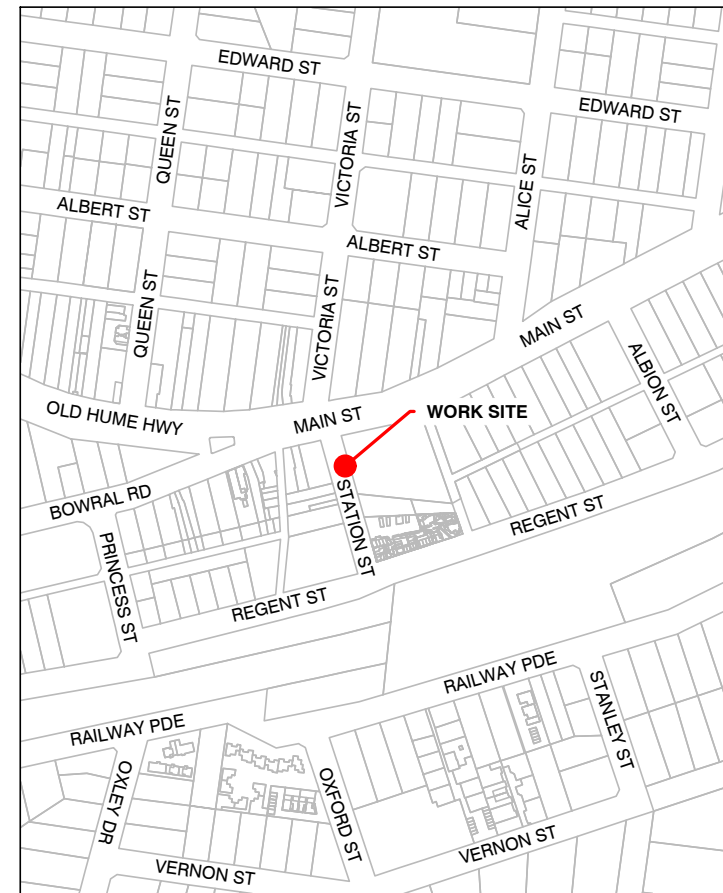 EDWARD ST
EDWARD ST
QUEEN ST
VICTORIA ST
ALICE ST
ALBERT ST
ALBERT ST
QUEEN ST
VICTORIA ST
MAIN ST
ALBION ST
OLD HUME HWY
MAIN ST
WORK SITE
BOWRAL RD
STATION ST
REGENT ST
PRINCESS ST
REGENT ST
RAILWAY PDE
STANLEY ST
RAILWAY PDE
OXLEY DR
OXFORD ST
VERNON ST
VERNON ST